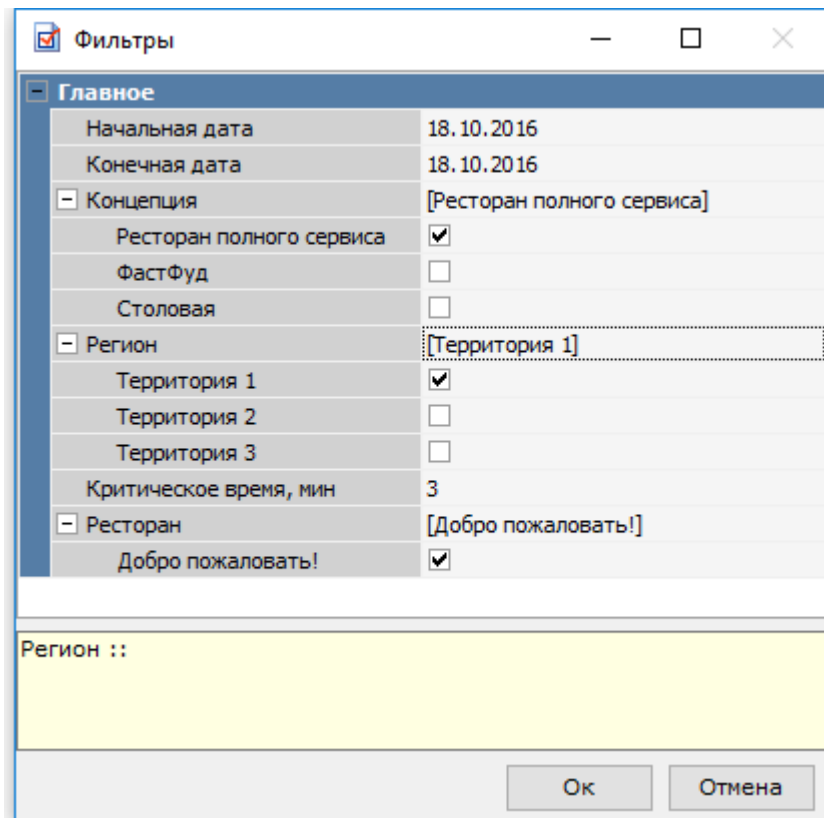 Фильтры
Главное
Начальная дата 18.10.2016
Конечная дата 18.10.2016
Концепция [Ресторан полного сервиса]
Ресторан полного сервиса
ФастФуд
Столовая
Регион [Территория 1]
Территория 1
Территория 2
Территория 3
Критическое время, мин 3
Ресторан [Добро пожаловать!]
Добро пожаловать!
Регион ::
Ок Отмена